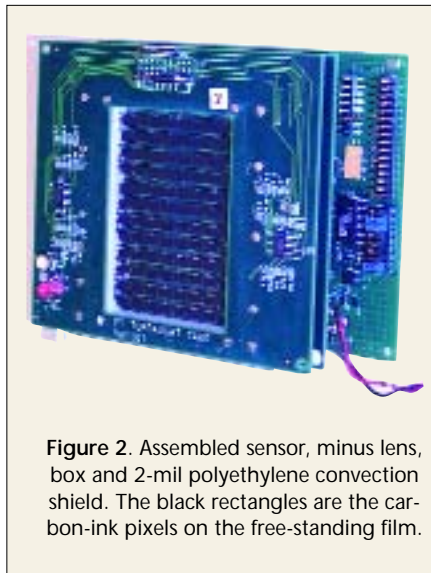 7
Figure 2. Assembled sensor, minus lens,
box and 2-mil polyethylene convection
shield. The black rectangles are the car-
bon-ink pixels on the free-standing film.